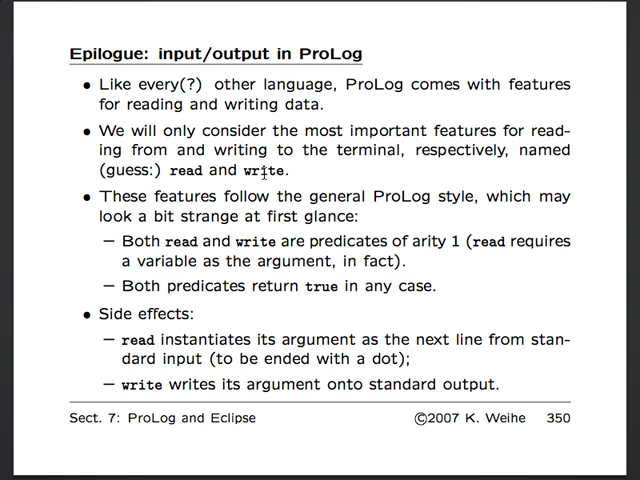 Epilogue: input/output in ProLog
• Like every(?) other language, ProLog comes with features
for reading and writing data.
• We will only consider the most important features for read-
ing from and writing to the terminal, respectively, named
(guess:) read and write.
• These features follow the general ProLog style, which may
look a bit strange at first glance:
– Both read and write are predicates of arity 1 (read requires
a variable as the argument, in fact).
– Both predicates return true in any case.
• Side effects:
– read instantiates its argument as the next line from stan-
dard input (to be ended with a dot);
– write writes its argument onto standard output.
Sect. 7: ProLog and Eclipse ©2007 K. Weihe 350